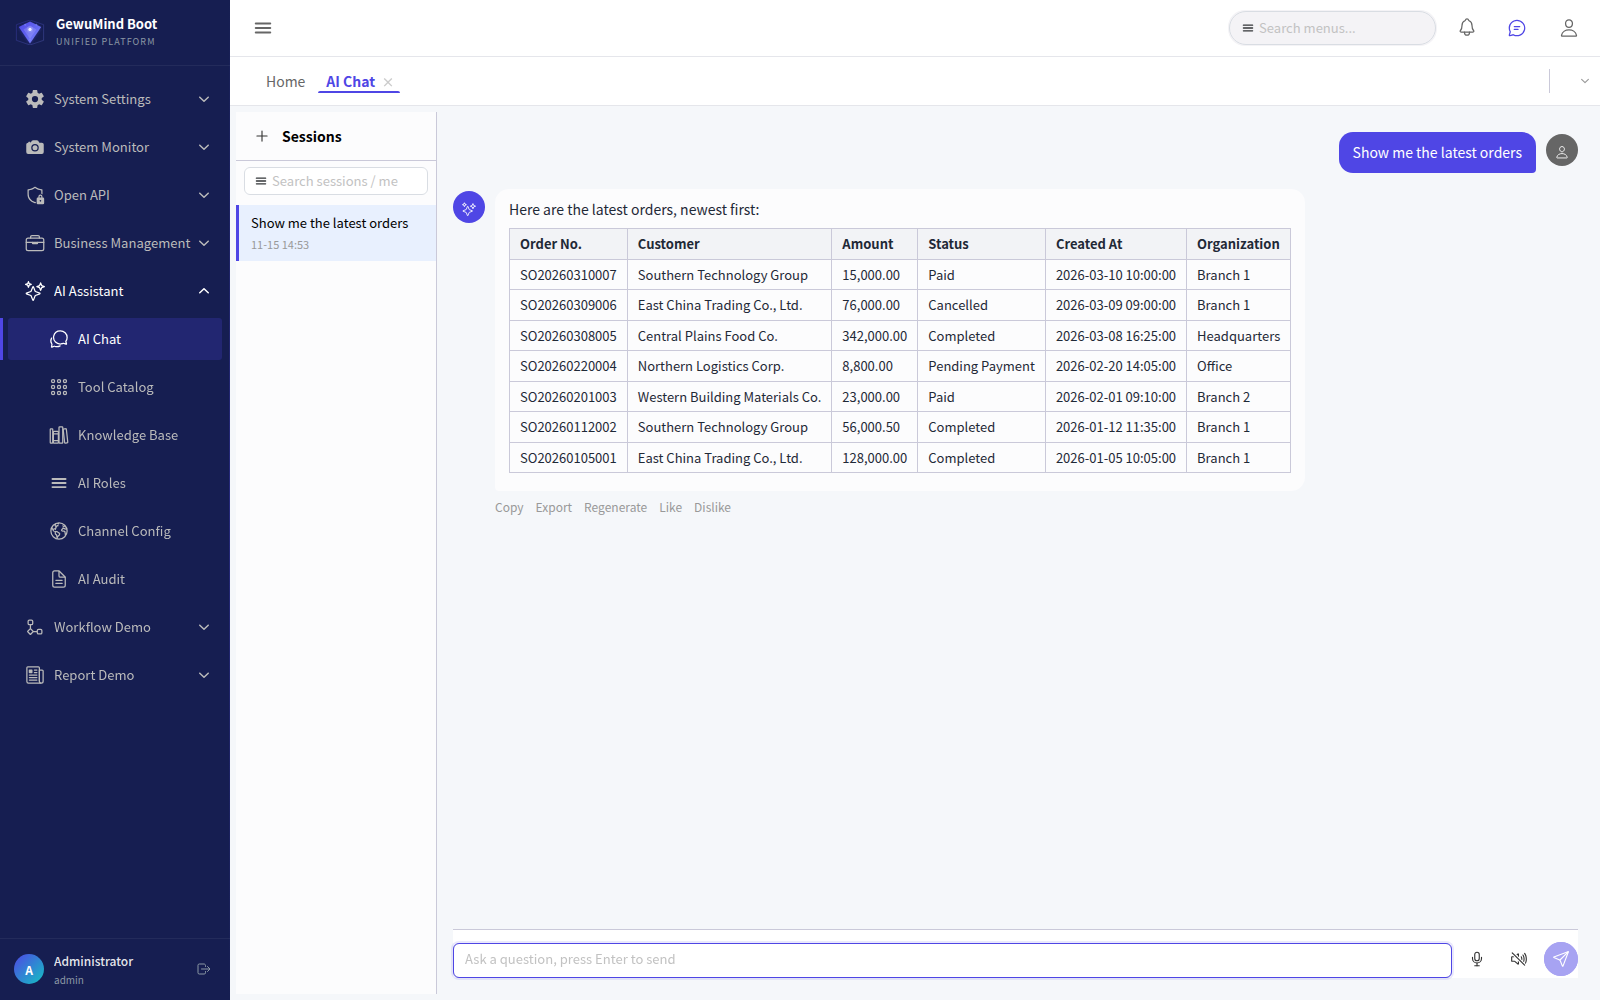 GewuMind Boot
UNIFIED PLATFORM
System Settings
System Monitor
Open API
Business Management
AI Assistant
AI Chat
Tool Catalog
Knowledge Base
AI Roles
Channel Config
AI Audit
Workflow Demo
Report Demo
A
Administrator
admin
Search menus...
Home
AI Chat
Sessions
Search sessions / me
Show me the latest orders
11-15 14:53
Show me the latest orders
Here are the latest orders, newest first:
Order No. Customer Amount Status Created At Organization
SO20260310007 Southern Technology Group 15,000.00 Paid 2026-03-10 10:00:00 Branch 1
SO20260309006 East China Trading Co., Ltd. 76,000.00 Cancelled 2026-03-09 09:00:00 Branch 1
SO20260308005 Central Plains Food Co. 342,000.00 Completed 2026-03-08 16:25:00 Headquarters
SO20260220004 Northern Logistics Corp. 8,800.00 Pending Payment 2026-02-20 14:05:00 Office
SO20260201003 Western Building Materials Co. 23,000.00 Paid 2026-02-01 09:10:00 Branch 2
SO20260112002 Southern Technology Group 56,000.50 Completed 2026-01-12 11:35:00 Branch 1
SO20260105001 East China Trading Co., Ltd. 128,000.00 Completed 2026-01-05 10:05:00 Branch 1
Copy Export Regenerate Like Dislike
Ask a question, press Enter to send